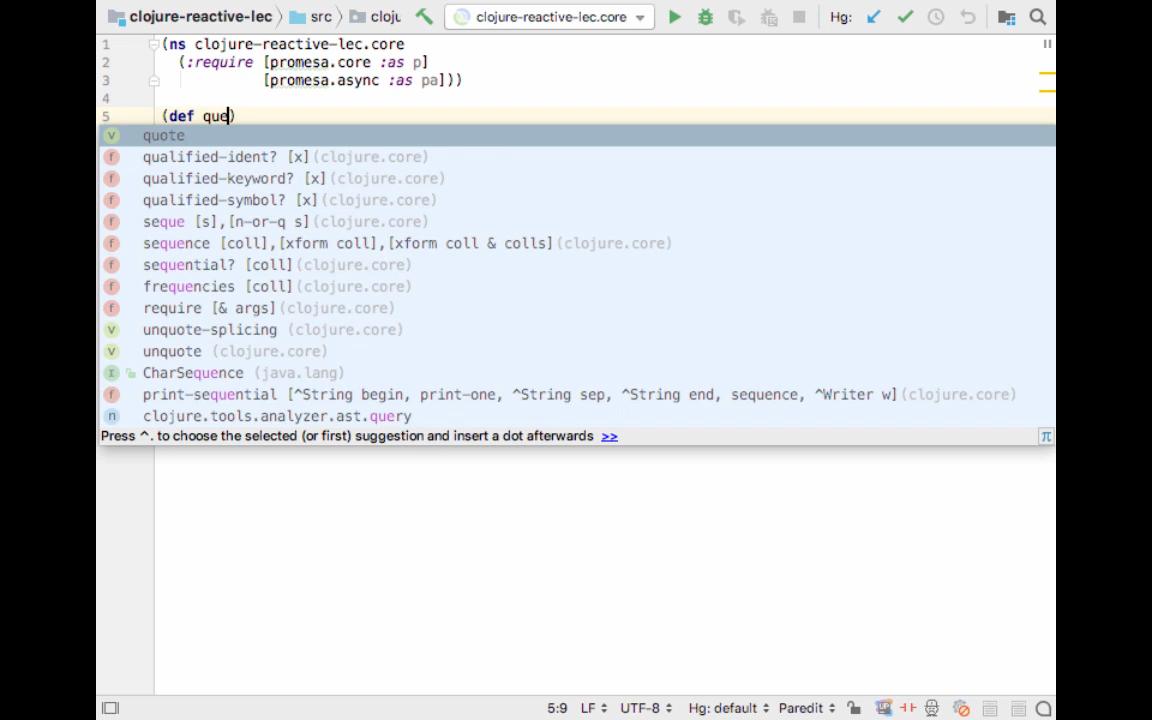 clojure-reactive-lec src cloju clojure-reactive-lec.core Hg:
1 (ns clojure-reactive-lec.core
2 (:require [promesa.core :as p]
3 [promesa.async :as pa]))
4
5 (def que)
v quote
f qualified-ident? [x](clojure.core)
f qualified-keyword? [x](clojure.core)
f qualified-symbol? [x](clojure.core)
f seque [s],[n-or-q s](clojure.core)
f sequence [coll],[xform coll],[xform coll & colls](clojure.core)
f sequential? [coll](clojure.core)
f frequencies [coll](clojure.core)
f require [& args](clojure.core)
v unquote-splicing (clojure.core)
v unquote (clojure.core)
I CharSequence (java.lang)
f print-sequential [^String begin, print-one, ^String sep, ^String end, sequence, ^Writer w](clojure.core)
n clojure.tools.analyzer.ast.query
Press ^. to choose the selected (or first) suggestion and insert a dot afterwards >> π
5:9 LF UTF-8 Hg: default Paredit